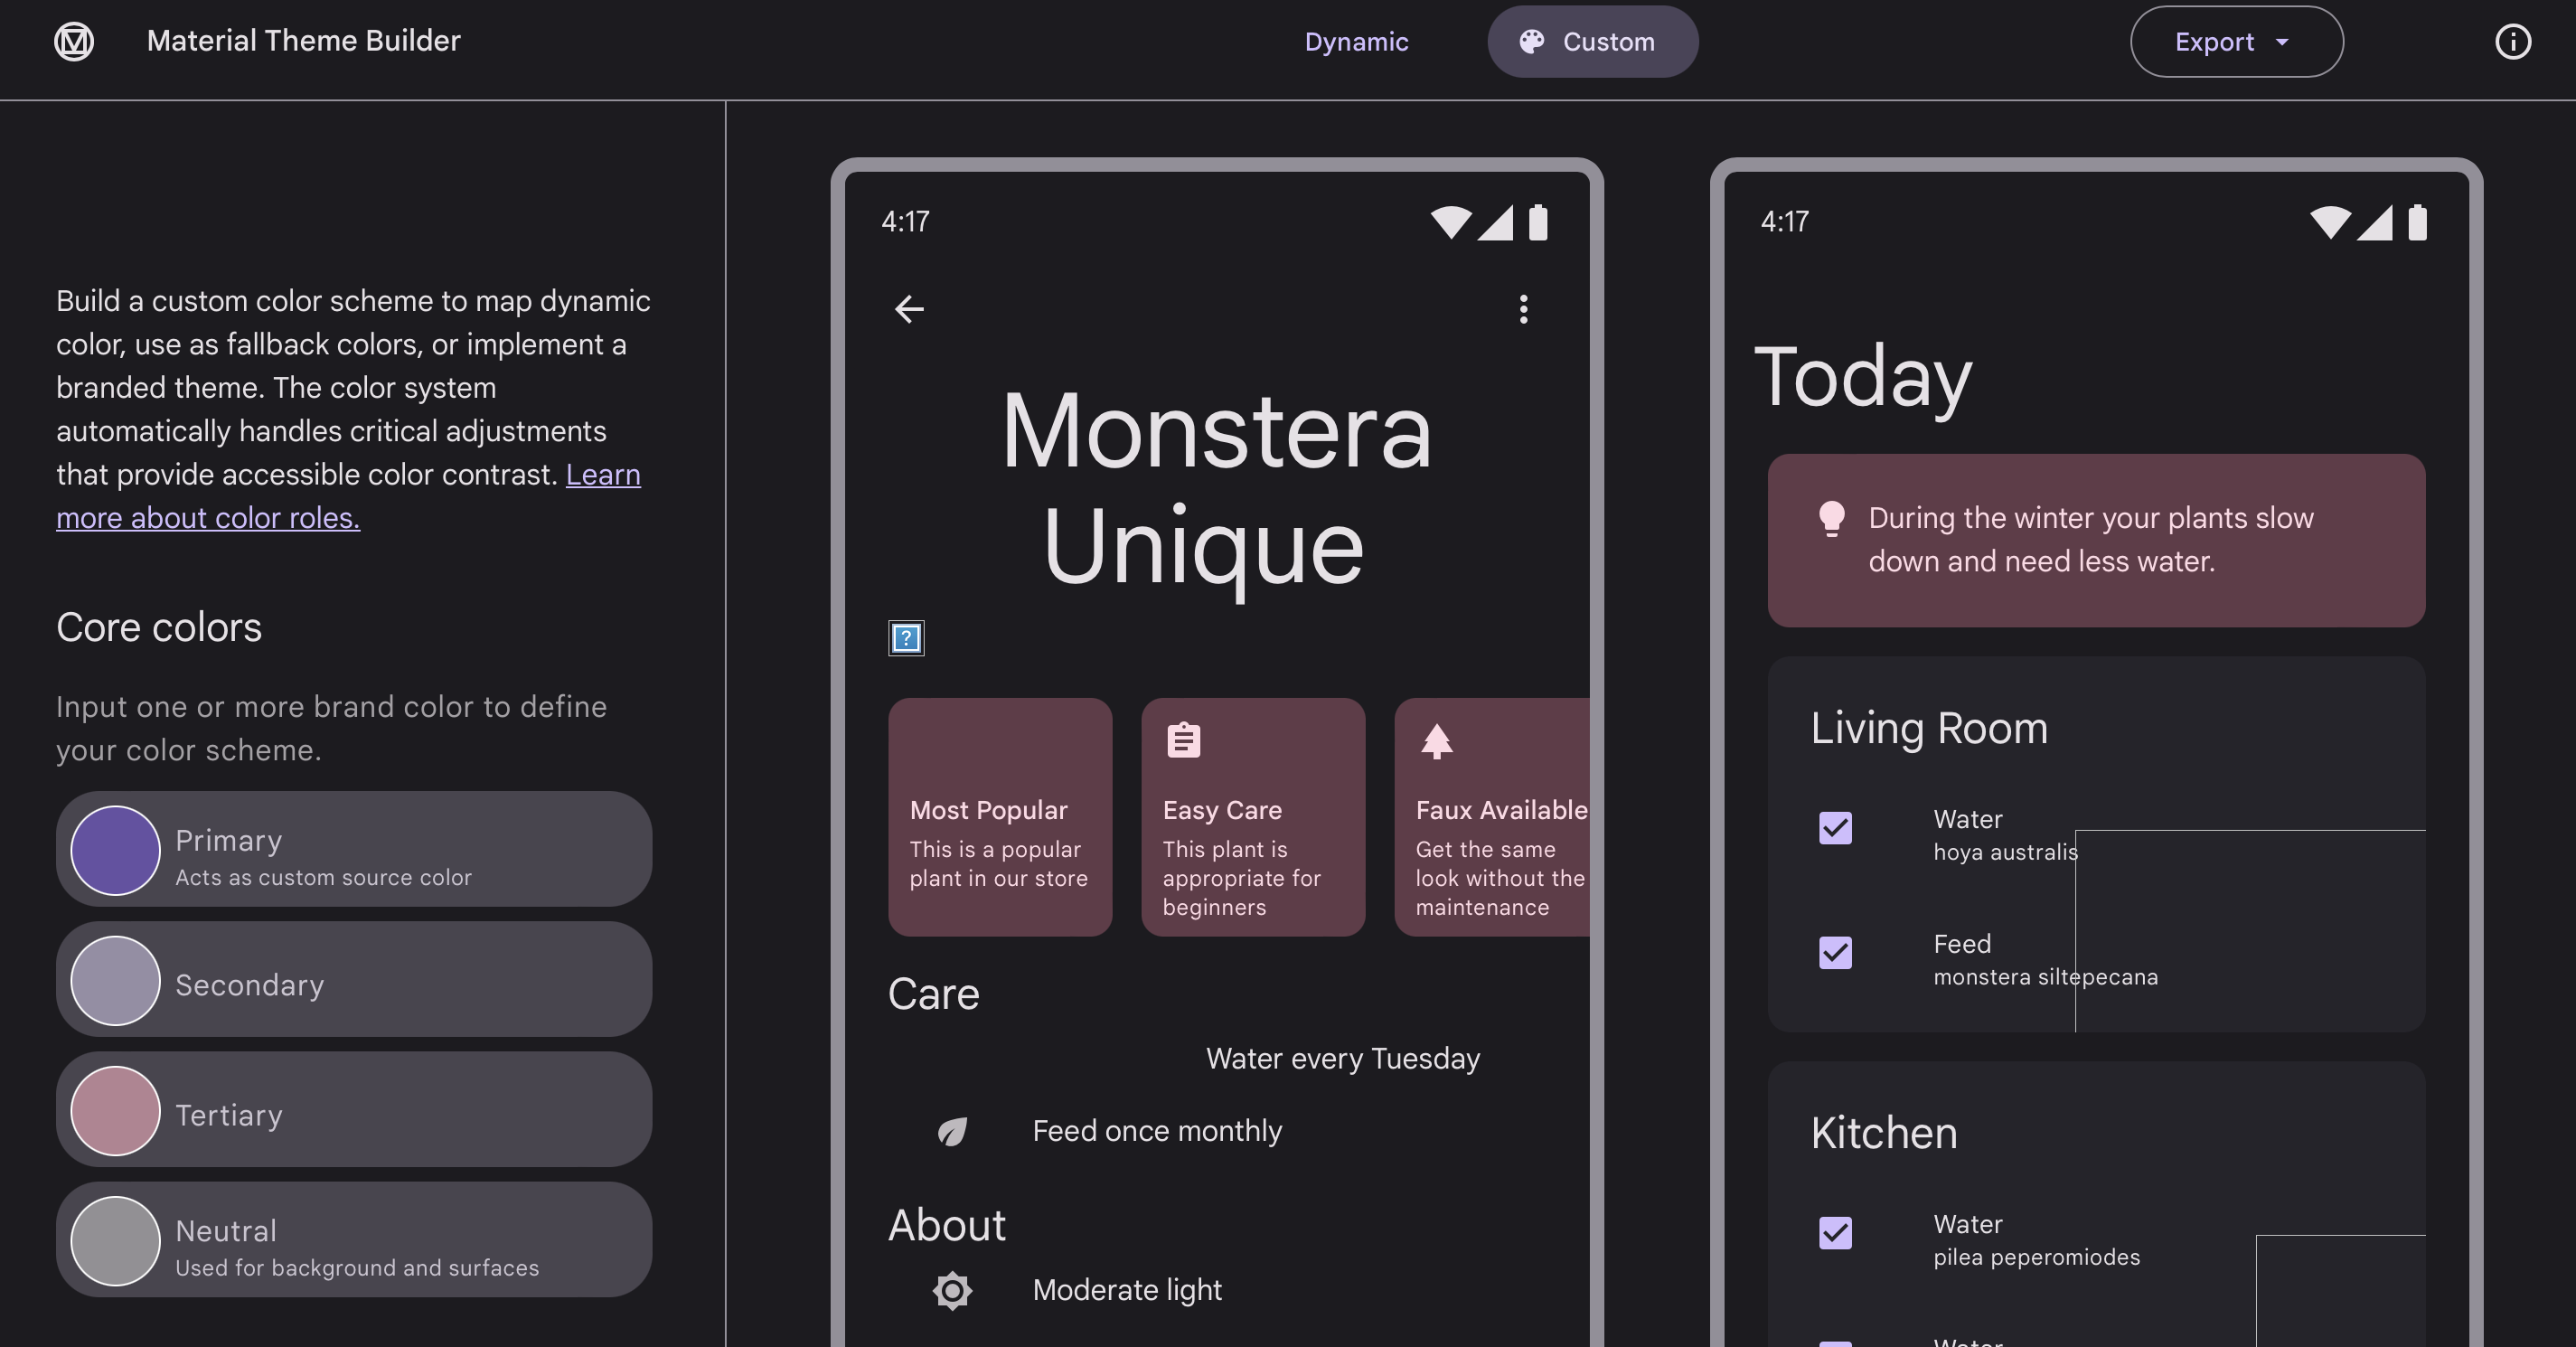 Material Theme Builder
Dynamic
Custom
Export
Build a custom color scheme to map dynamic
color, use as fallback colors, or implement a
branded theme. The color system
automatically handles critical adjustments
that provide accessible color contrast. Learn
more about color roles.
Core colors
Input one or more brand color to define
your color scheme.
Primary
Acts as custom source color
Secondary
Tertiary
Neutral
Used for background and surfaces
4:17
Monstera
Unique
?
Most Popular
This is a popular
plant in our store
Easy Care
This plant is
appropriate for
beginners
Faux Available
Get the same
look without the
maintenance
Care
Water every Tuesday
Feed once monthly
About
Moderate light
4:17
Today
During the winter your plants slow
down and need less water.
Living Room
Water
hoya australis
Feed
monstera siltepecana
Kitchen
Water
pilea peperomiodes
Water